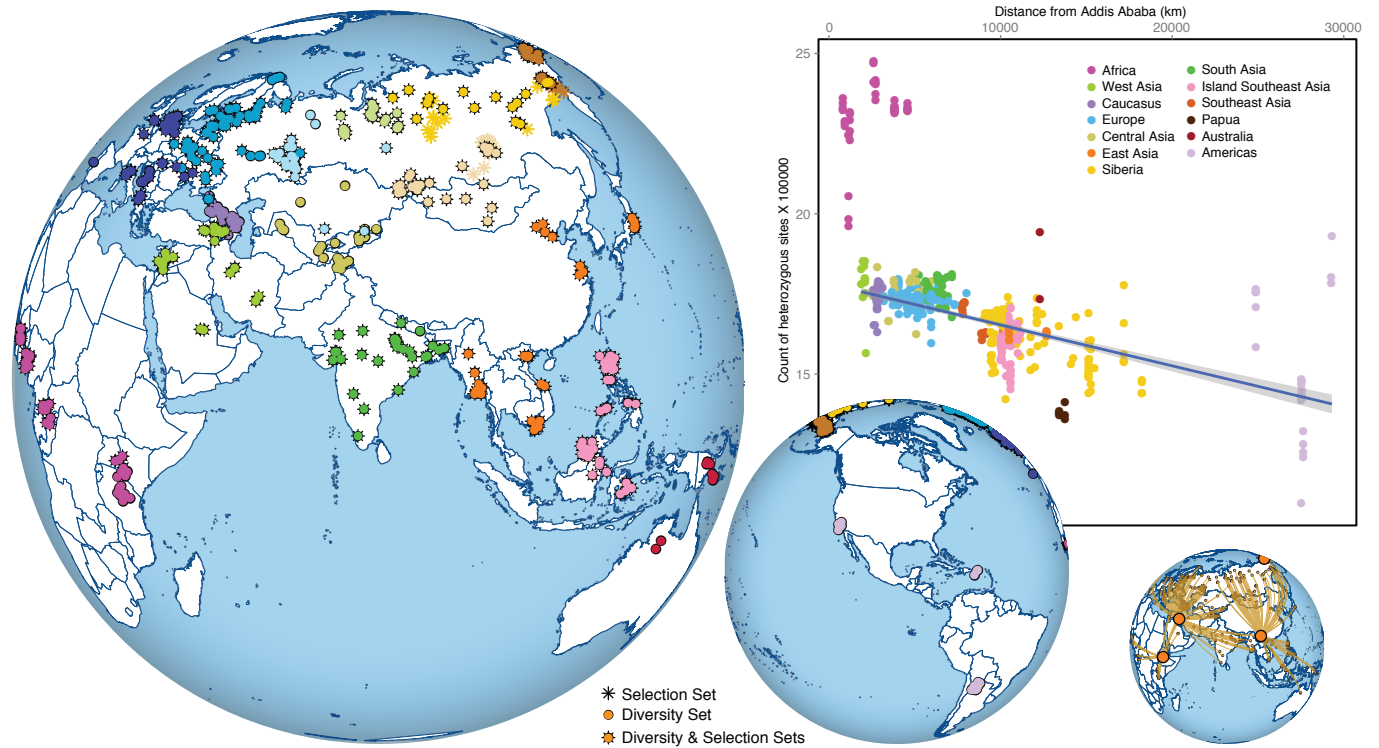 Distance from Addis Ababa (km)
0 10000 20000 30000
25
20
15
Count of heterozygous sites X 100000
Africa
West Asia
Caucasus
Europe
Central Asia
East Asia
Siberia
South Asia
Island Southeast Asia
Southeast Asia
Papua
Australia
Americas
Selection Set
Diversity Set
Diversity & Selection Sets